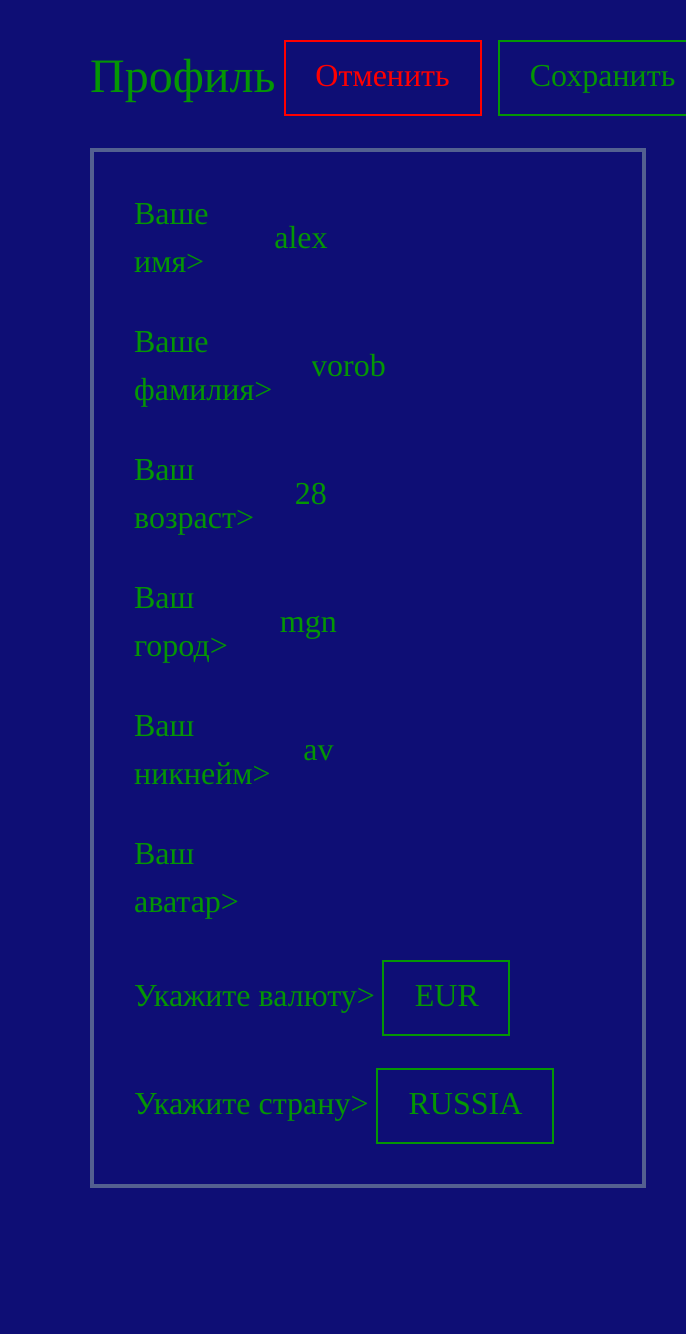 Профиль Отменить Сохранить
Ваше
имя> alex
Ваше
фамилия> vorob
Ваш
возраст> 28
Ваш
город> mgn
Ваш
никнейм> av
Ваш
аватар>
Укажите валюту> EUR
Укажите страну> RUSSIA